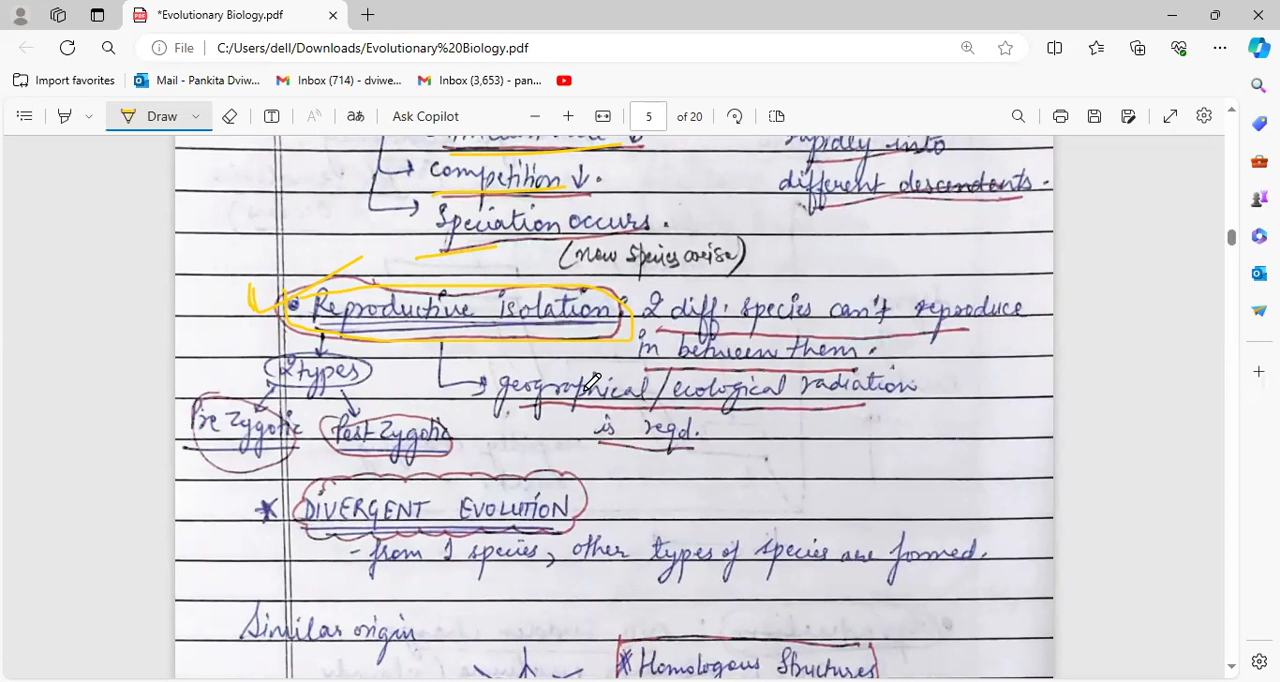 *Evolutionary Biology.pdf
File C:/Users/dell/Downloads/Evolutionary%20Biology.pdf
Import favorites Mail - Pankita Dviw... Inbox (714) - dviwe... Inbox (3,653) - pan...
Draw Ask Copilot 5 of 20
rapidly into
competition ↓. different descendents.
Speciation occurs.
(new species arise)
• Reproductive isolation: 2 diff. species can't reproduce
in between them.
2 types → geographical/ecological radiation
Pre Zygotic Post Zygotic is reqd.
* DIVERGENT EVOLUTION
- from 1 species, other types of species are formed.
Similar origin
* Homologous Structures